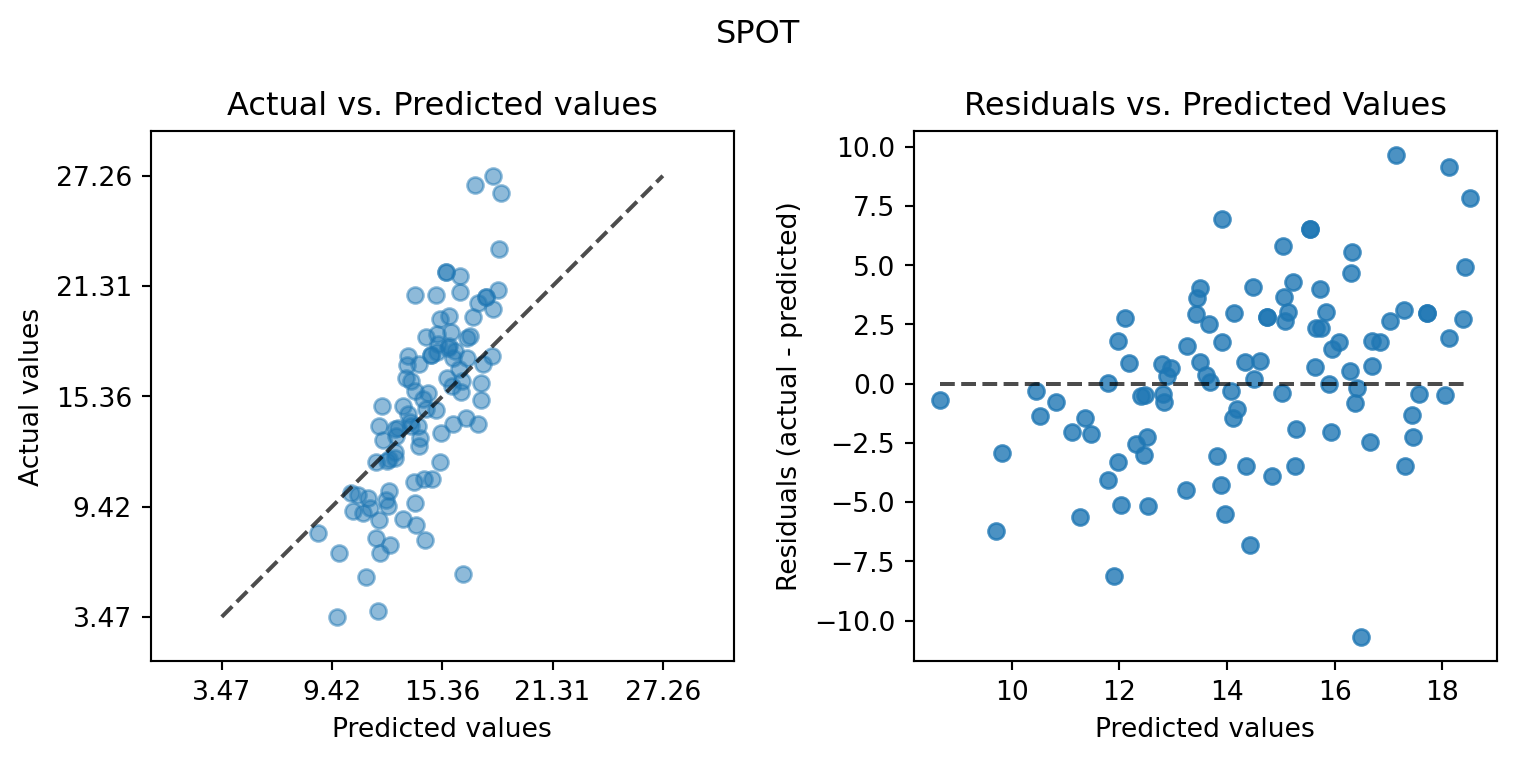 SPOT
Actual vs. Predicted values
Actual values
27.26
21.31
15.36
9.42
3.47
3.47 9.42 15.36 21.31 27.26
Predicted values
Residuals vs. Predicted Values
Residuals (actual - predicted)
10.0
7.5
5.0
2.5
0.0
−2.5
−5.0
−7.5
−10.0
10 12 14 16 18
Predicted values